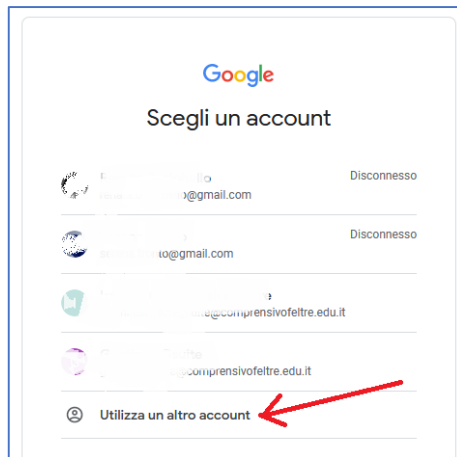 Google
Scegli un account
Disconnesso
@gmail.com
Disconnesso
to@gmail.com
@comprensivofeltre.edu.it
@comprensivofeltre.edu.it
Utilizza un altro account